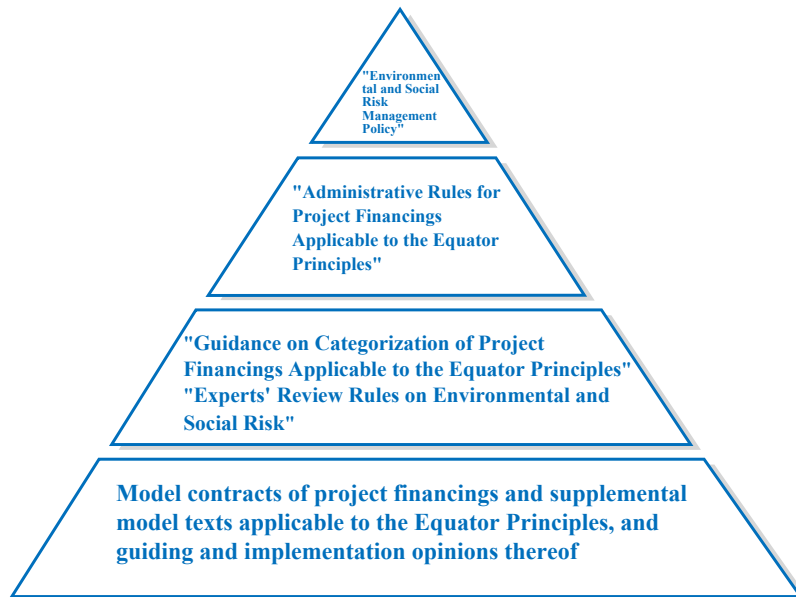 "Environmen
tal and Social
Risk
Management
Policy"
"Administrative Rules for
Project Financings
Applicable to the Equator
Principles"
"Guidance on Categorization of Project
Financings Applicable to the Equator Principles"
"Experts' Review Rules on Environmental and
Social Risk"
Model contracts of project financings and supplemental
model texts applicable to the Equator Principles, and
guiding and implementation opinions thereof